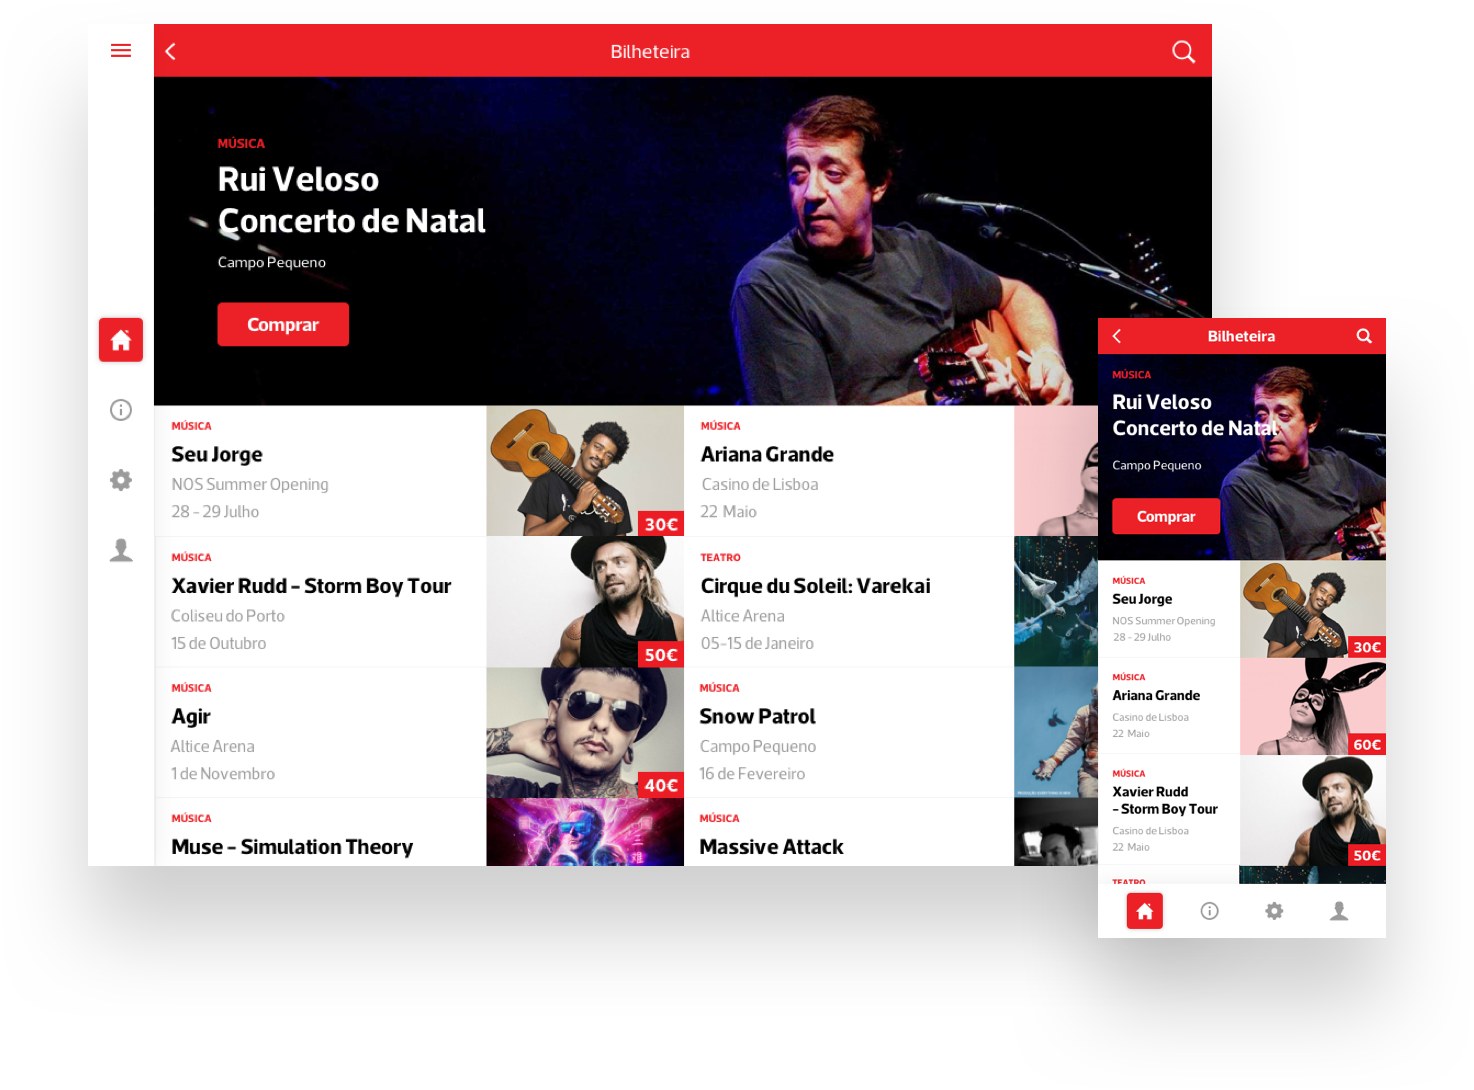 Bilheteira
MÚSICA
Rui Veloso
Concerto de Natal
Campo Pequeno
Comprar
MÚSICA
Seu Jorge
NOS Summer Opening
28 - 29 Julho
30€
MÚSICA
Ariana Grande
Casino de Lisboa
22 Maio
MÚSICA
Xavier Rudd - Storm Boy Tour
Coliseu do Porto
15 de Outubro
50€
TEATRO
Cirque du Soleil: Varekai
Altice Arena
05-15 de Janeiro
MÚSICA
Agir
Altice Arena
1 de Novembro
40€
MÚSICA
Snow Patrol
Campo Pequeno
16 de Fevereiro
MÚSICA
Muse - Simulation Theory
MÚSICA
Massive Attack
Bilheteira
MÚSICA
Rui Veloso
Concerto de Natal
Campo Pequeno
Comprar
MÚSICA
Seu Jorge
NOS Summer Opening
28 - 29 Julho
30€
MÚSICA
Ariana Grande
Casino de Lisboa
22 Maio
60€
MÚSICA
Xavier Rudd
- Storm Boy Tour
Casino de Lisboa
22 Maio
50€
TEATRO